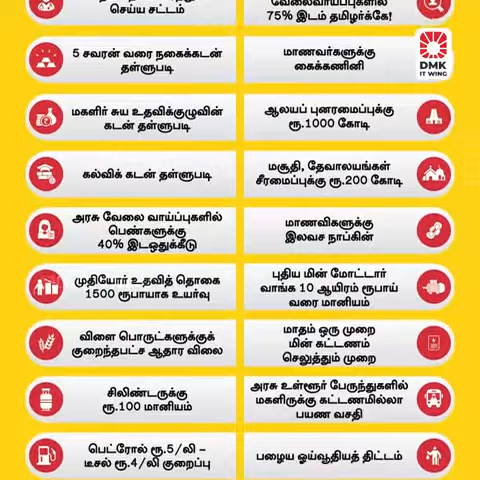 செய்ய சட்டம்
வேலைவாய்ப்புகளில்
75% இடம் தமிழர்க்கே!
DMK
IT WING
5 சவரன் வரை நகைக்கடன்
தள்ளுபடி
மாணவர்களுக்கு
கைக்கணினி
மகளிர் சுய உதவிக்குழுவின்
கடன் தள்ளுபடி
ஆலயப் புனரமைப்புக்கு
ரூ.1000 கோடி
கல்விக் கடன் தள்ளுபடி
மசூதி, தேவாலயங்கள்
சீரமைப்புக்கு ரூ.200 கோடி
அரசு வேலை வாய்ப்புகளில்
பெண்களுக்கு
40% இடஒதுக்கீடு
மாணவிகளுக்கு
இலவச நாப்கின்
முதியோர் உதவித் தொகை
1500 ரூபாயாக உயர்வு
புதிய மின் மோட்டார்
வாங்க 10 ஆயிரம் ரூபாய்
வரை மானியம்
விளை பொருட்களுக்குக்
குறைந்தபட்ச ஆதார விலை
மாதம் ஒரு முறை
மின் கட்டணம்
செலுத்தும் முறை
சிலிண்டருக்கு
ரூ.100 மானியம்
அரசு உள்ளூர் பேருந்துகளில்
மகளிருக்கு கட்டணமில்லா
பயண வசதி
பெட்ரோல் ரூ.5/லி –
டீசல் ரூ.4/லி குறைப்பு
பழைய ஓய்வூதியத் திட்டம்